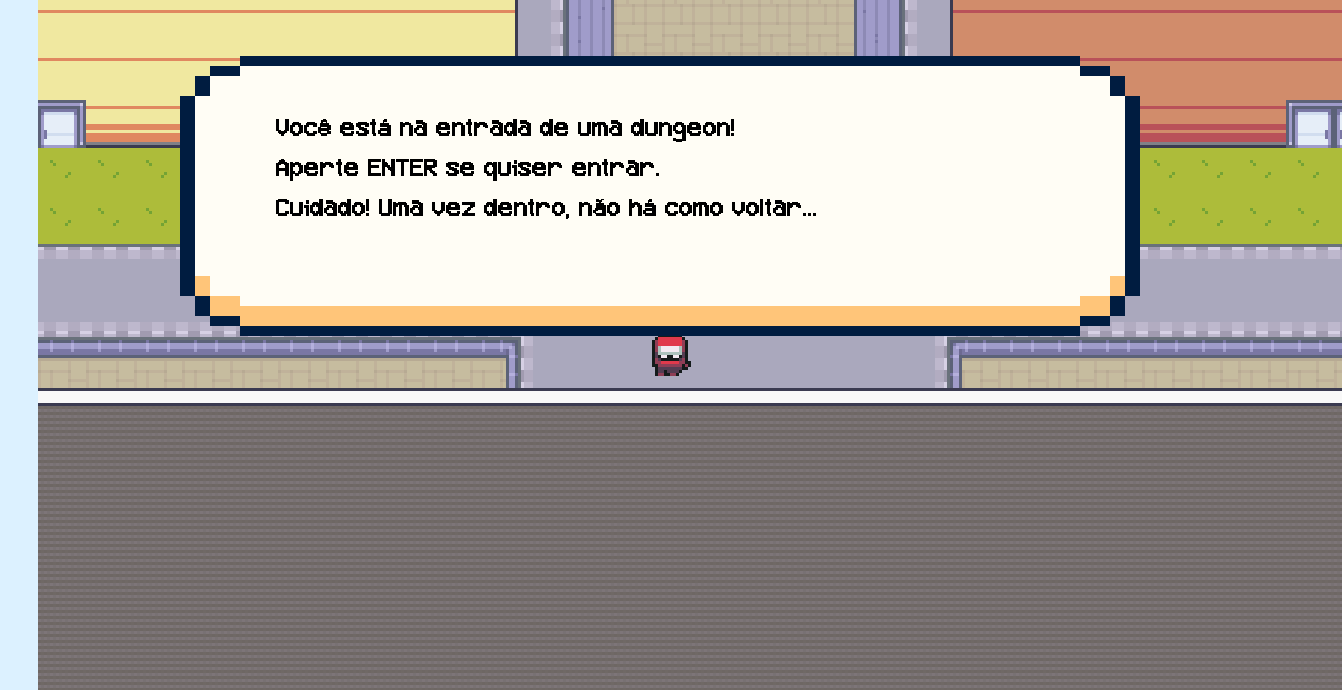 Você está na entrada de uma dungeon!
Aperte ENTER se quiser entrar.
Cuidado! Uma vez dentro, não há como voltar...